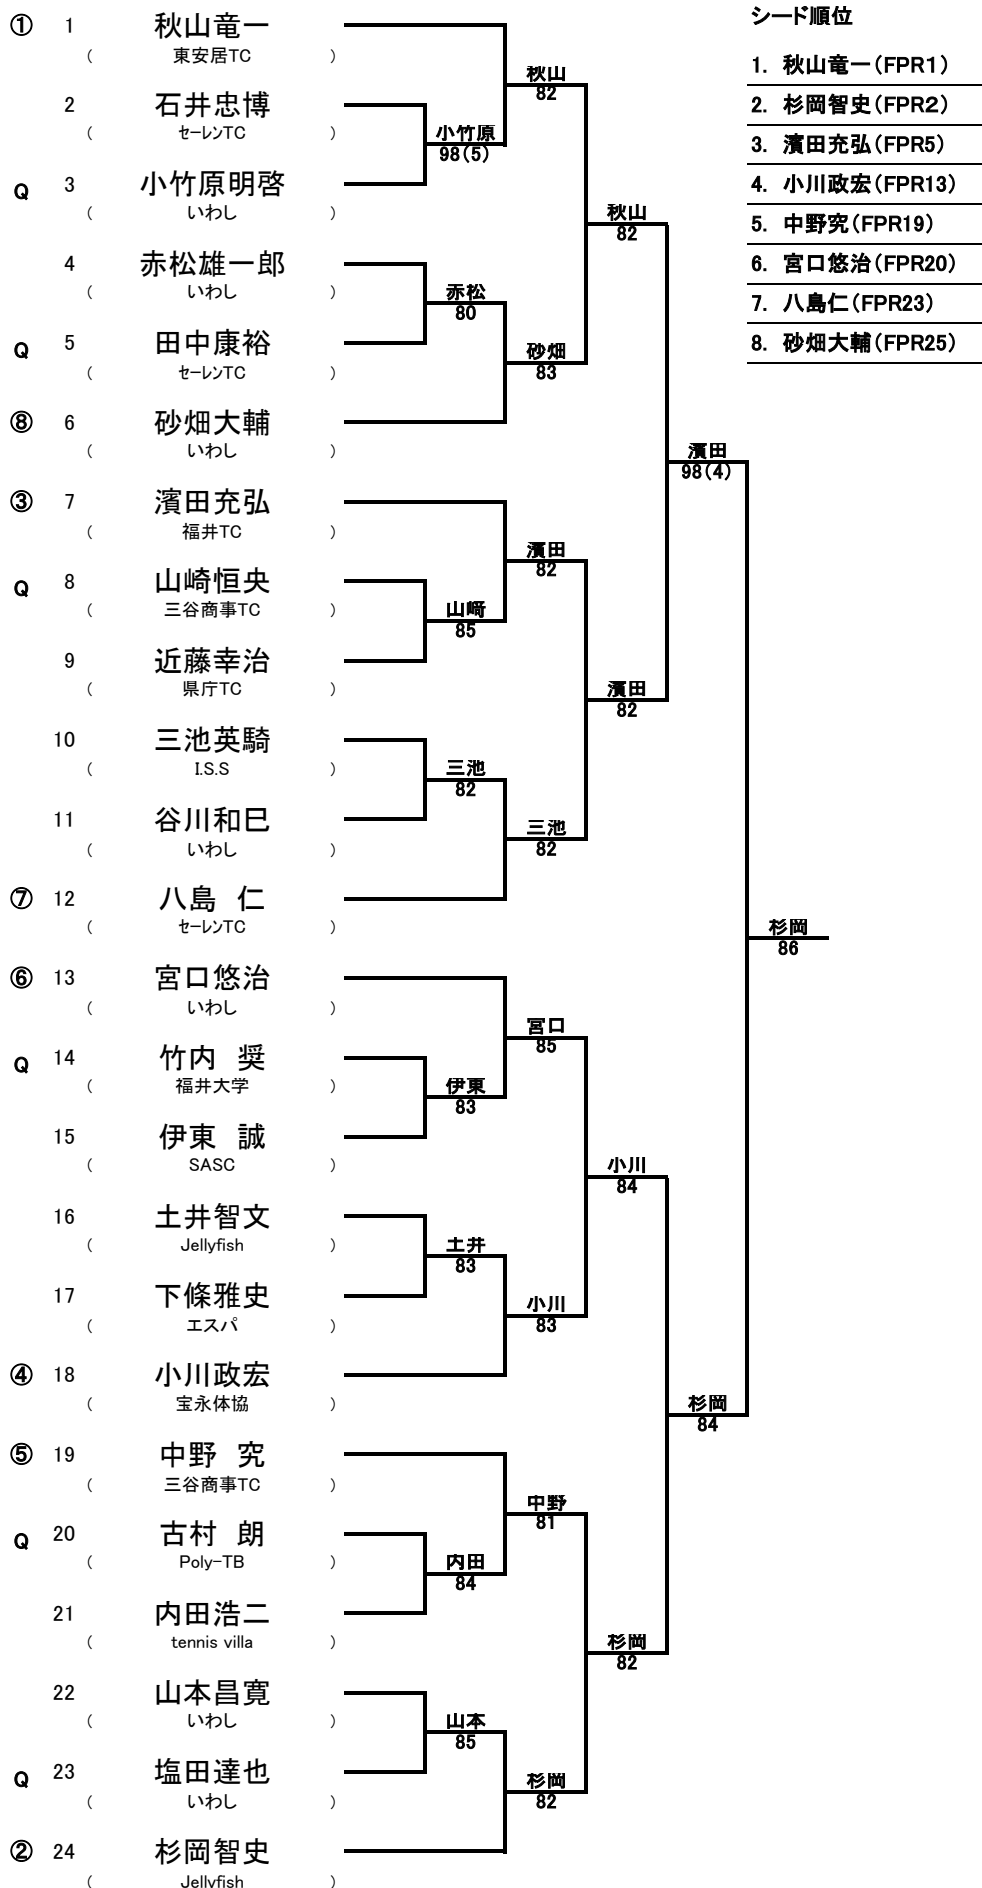 ① 1 秋山竜一
( 東安居TC )
2 石井忠博
( セーレンTC )
Q 3 小竹原明啓
( いわし )
4 赤松雄一郎
( いわし )
Q 5 田中康裕
( セーレンTC )
⑧ 6 砂畑大輔
( いわし )
③ 7 濱田充弘
( 福井TC )
Q 8 山崎恒央
( 三谷商事TC )
9 近藤幸治
( 県庁TC )
10 三池英騎
( I.S.S )
11 谷川和巳
( いわし )
⑦ 12 八島 仁
( セーレンTC )
⑥ 13 宮口悠治
( いわし )
Q 14 竹内 奨
( 福井大学 )
15 伊東 誠
( SASC )
16 土井智文
( Jellyfish )
17 下條雅史
( エスパ )
④ 18 小川政宏
( 宝永体協 )
⑤ 19 中野 究
( 三谷商事TC )
Q 20 古村 朗
( Poly-TB )
21 内田浩二
( tennis villa )
22 山本昌寛
( いわし )
Q 23 塩田達也
( いわし )
② 24 杉岡智史
( Jellyfish )
小竹原
98(5)
赤松
80
山﨑
85
三池
82
伊東
83
土井
83
内田
84
山本
85
秋山
82
砂畑
83
濱田
82
三池
82
宮口
85
小川
83
中野
81
杉岡
82
秋山
82
濱田
82
小川
84
杉岡
82
濱田
98(4)
杉岡
84
杉岡
86
シード順位
1. 秋山竜一(FPR1)
2. 杉岡智史(FPR2)
3. 濱田充弘(FPR5)
4. 小川政宏(FPR13)
5. 中野究(FPR19)
6. 宮口悠治(FPR20)
7. 八島仁(FPR23)
8. 砂畑大輔(FPR25)